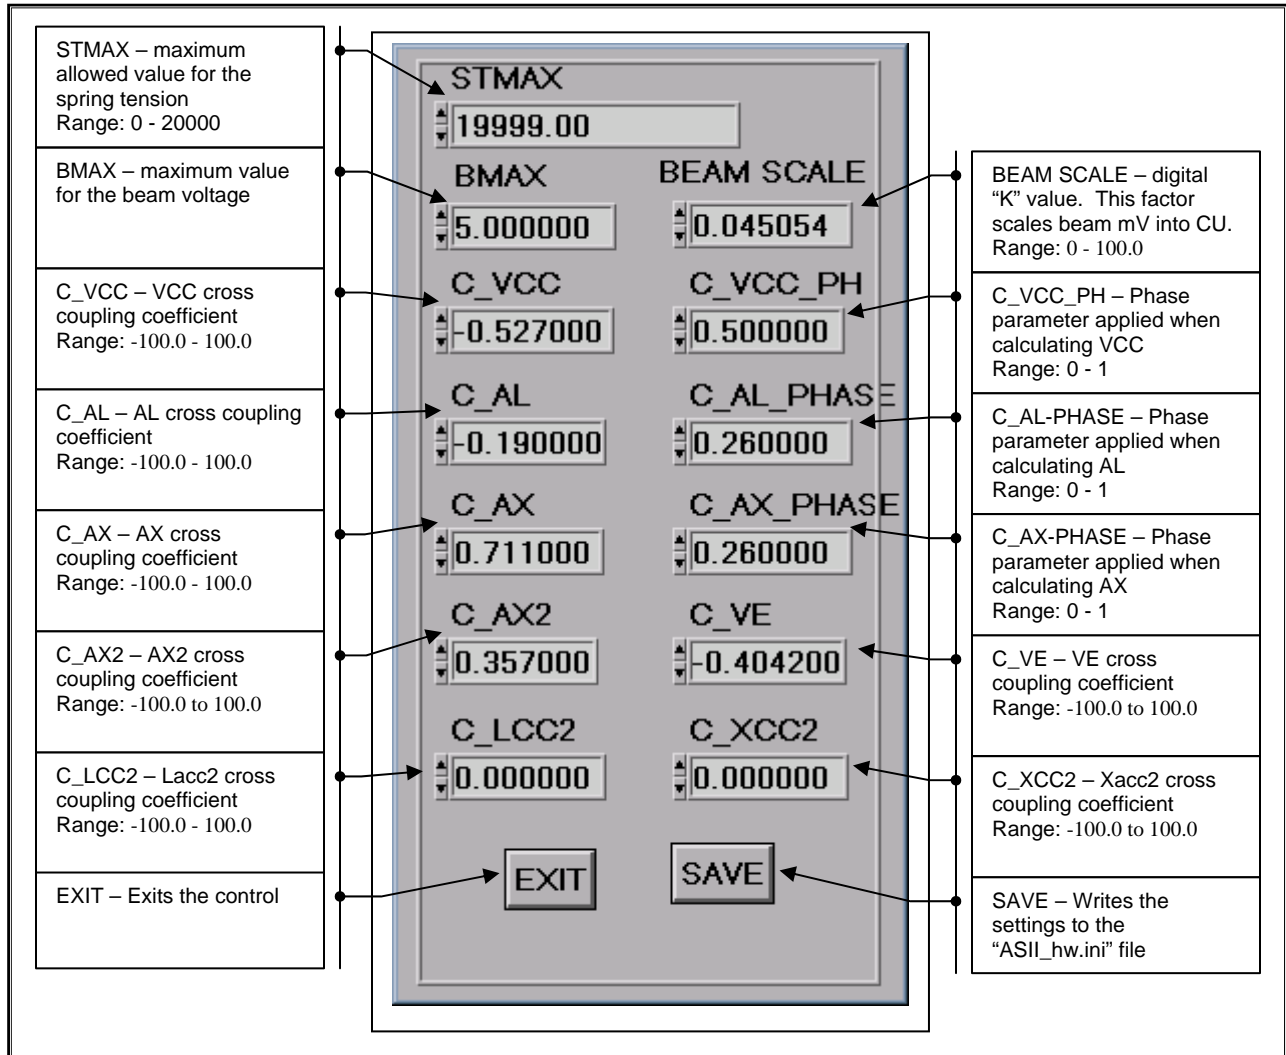 STMAX – maximum
allowed value for the
spring tension
Range: 0 - 20000
BMAX – maximum value
for the beam voltage
C_VCC – VCC cross
coupling coefficient
Range: -100.0 - 100.0
C_AL – AL cross coupling
coefficient
Range: -100.0 - 100.0
C_AX – AX cross
coupling coefficient
Range: -100.0 - 100.0
C_AX2 – AX2 cross
coupling coefficient
Range: -100.0 to 100.0
C_LCC2 – Lacc2 cross
coupling coefficient
Range: -100.0 - 100.0
EXIT – Exits the control
STMAX
19999.00
BMAX BEAM SCALE
5.000000 0.045054
C_VCC C_VCC_PH
-0.527000 0.500000
C_AL C_AL_PHASE
-0.190000 0.260000
C_AX C_AX_PHASE
0.711000 0.260000
C_AX2 C_VE
0.357000 -0.404200
C_LCC2 C_XCC2
0.000000 0.000000
EXIT SAVE
BEAM SCALE – digital
“K” value.  This factor
scales beam mV into CU.
Range: 0 - 100.0
C_VCC_PH – Phase
parameter applied when
calculating VCC
Range: 0 - 1
C_AL-PHASE – Phase
parameter applied when
calculating AL
Range: 0 - 1
C_AX-PHASE – Phase
parameter applied when
calculating AX
Range: 0 - 1
C_VE – VE cross
coupling coefficient
Range: -100.0 to 100.0
C_XCC2 – Xacc2 cross
coupling coefficient
Range: -100.0 to 100.0
SAVE – Writes the
settings to the
“ASII_hw.ini” file